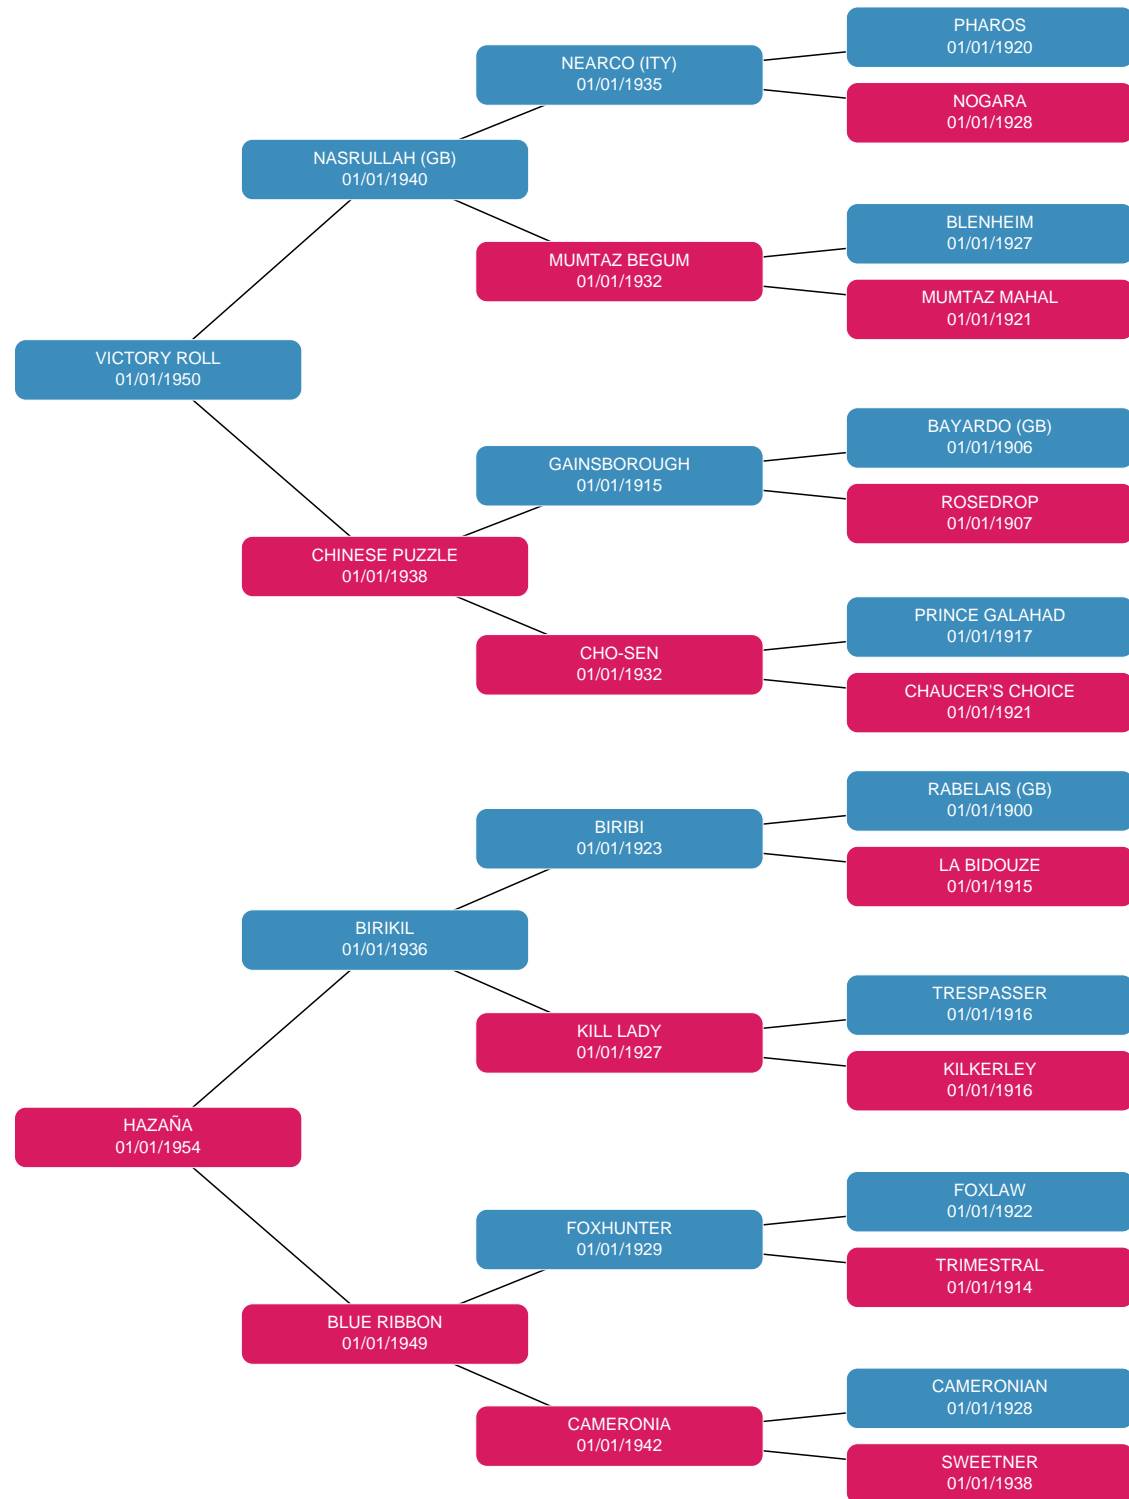 PHAROS
01/01/1920
NEARCO (ITY)
01/01/1935
NOGARA
01/01/1928
NASRULLAH (GB)
01/01/1940
BLENHEIM
01/01/1927
MUMTAZ BEGUM
01/01/1932
MUMTAZ MAHAL
01/01/1921
VICTORY ROLL
01/01/1950
BAYARDO (GB)
01/01/1906
GAINSBOROUGH
01/01/1915
ROSEDROP
01/01/1907
CHINESE PUZZLE
01/01/1938
PRINCE GALAHAD
01/01/1917
CHO-SEN
01/01/1932
CHAUCER'S CHOICE
01/01/1921
RABELAIS (GB)
01/01/1900
BIRIBI
01/01/1923
LA BIDOUZE
01/01/1915
BIRIKIL
01/01/1936
TRESPASSER
01/01/1916
KILL LADY
01/01/1927
KILKERLEY
01/01/1916
HAZAÑA
01/01/1954
FOXLAW
01/01/1922
FOXHUNTER
01/01/1929
TRIMESTRAL
01/01/1914
BLUE RIBBON
01/01/1949
CAMERONIAN
01/01/1928
CAMERONIA
01/01/1942
SWEETNER
01/01/1938